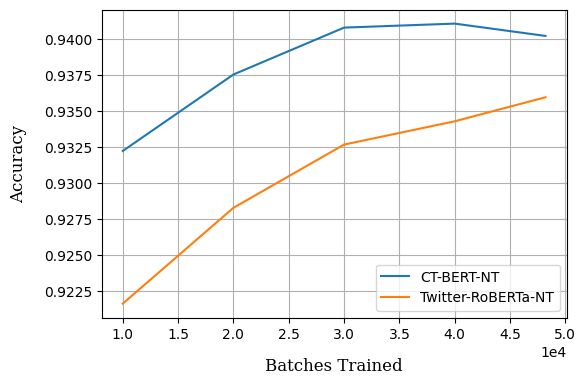 0.9400
0.9375
0.9350
0.9325
0.9300
0.9275
0.9250
0.9225
Accuracy
CT-BERT-NT
Twitter-RoBERTa-NT
1.0 1.5 2.0 2.5 3.0 3.5 4.0 4.5 5.0
1e4
Batches Trained